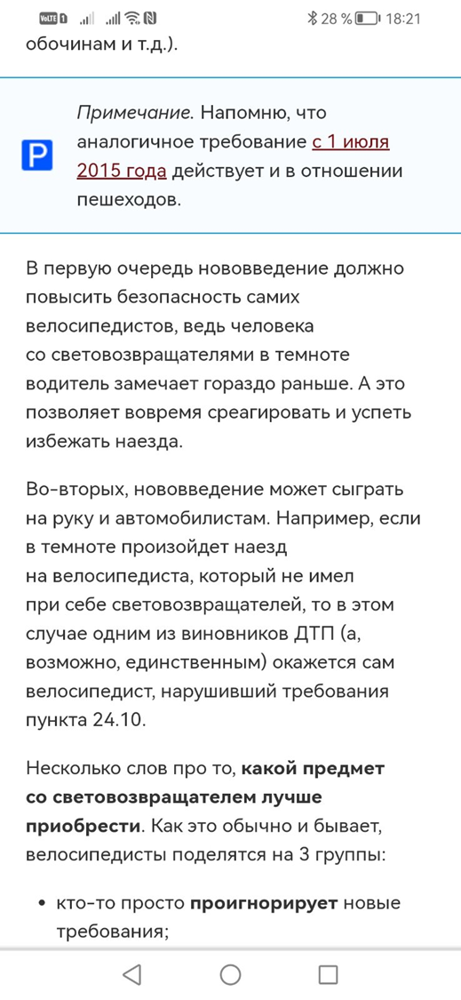 VoLTE 1 28 % 18:21
обочинам и т.д.).
Примечание. Напомню, что
аналогичное требование с 1 июля
2015 года действует и в отношении
пешеходов.
P
В первую очередь нововведение должно
повысить безопасность самих
велосипедистов, ведь человека
со световозвращателями в темноте
водитель замечает гораздо раньше. А это
позволяет вовремя среагировать и успеть
избежать наезда.
Во-вторых, нововведение может сыграть
на руку и автомобилистам. Например, если
в темноте произойдет наезд
на велосипедиста, который не имел
при себе световозвращателей, то в этом
случае одним из виновников ДТП (а,
возможно, единственным) окажется сам
велосипедист, нарушивший требования
пункта 24.10.
Несколько слов про то, какой предмет
со световозвращателем лучше
приобрести. Как это обычно и бывает,
велосипедисты поделятся на 3 группы:
• кто-то просто проигнорирует новые
требования;